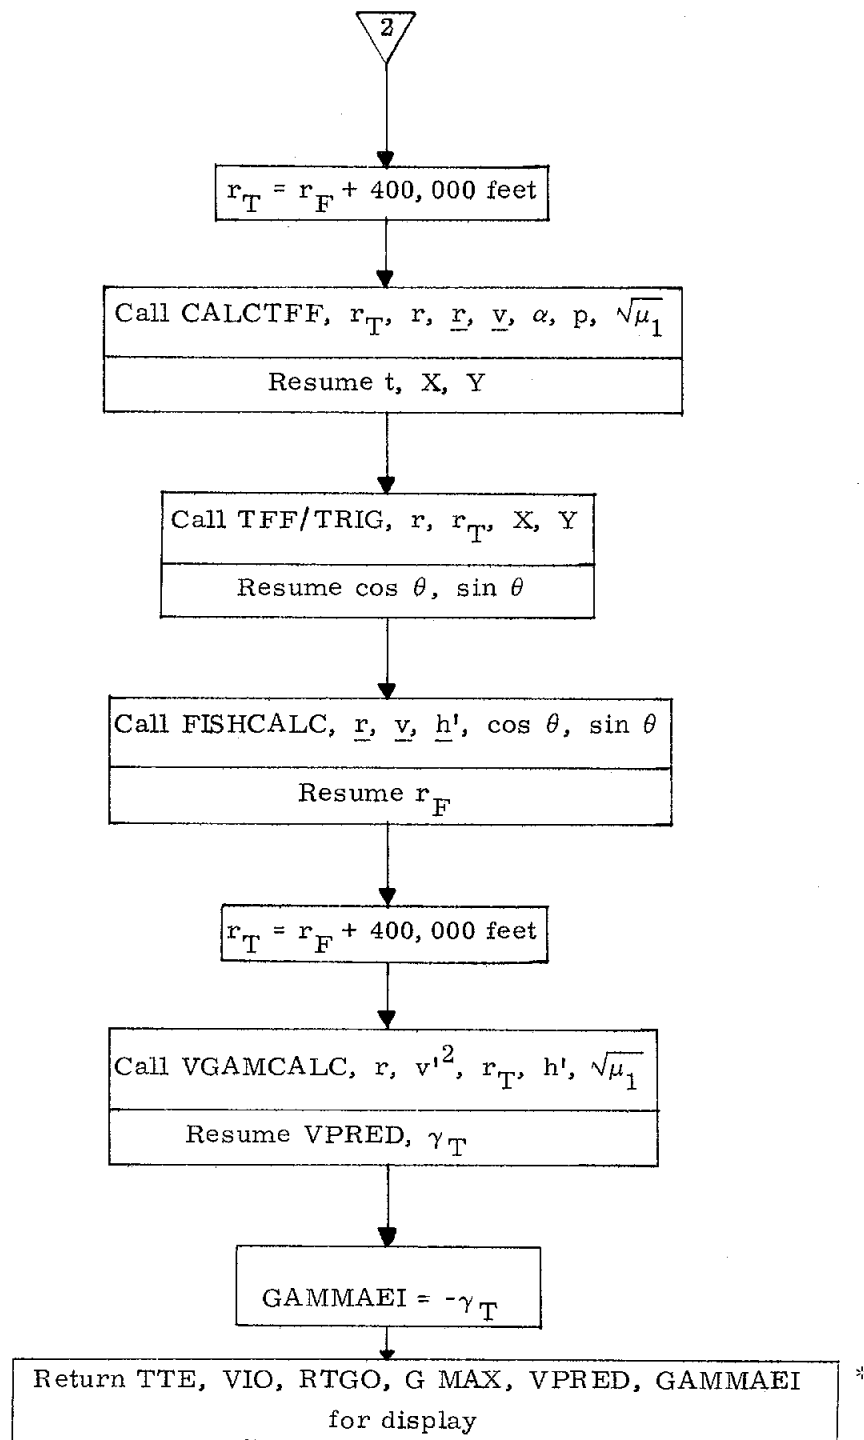 2
r_T = r_F + 400,000 feet
Call CALCTFF, r_T, r, r̲, v̲, α, p, √μ_1
Resume t, X, Y
Call TFF/TRIG, r, r_T, X, Y
Resume cos θ, sin θ
Call FISHCALC, r̲, v̲, h̲', cos θ, sin θ
Resume r_F
r_T = r_F + 400,000 feet
Call VGAMCALC, r, v'^2, r_T, h', √μ_1
Resume VPRED, γ_T
GAMMAEI = -γ_T
Return TTE, VIO, RTGO, G MAX, VPRED, GAMMAEI *
for display